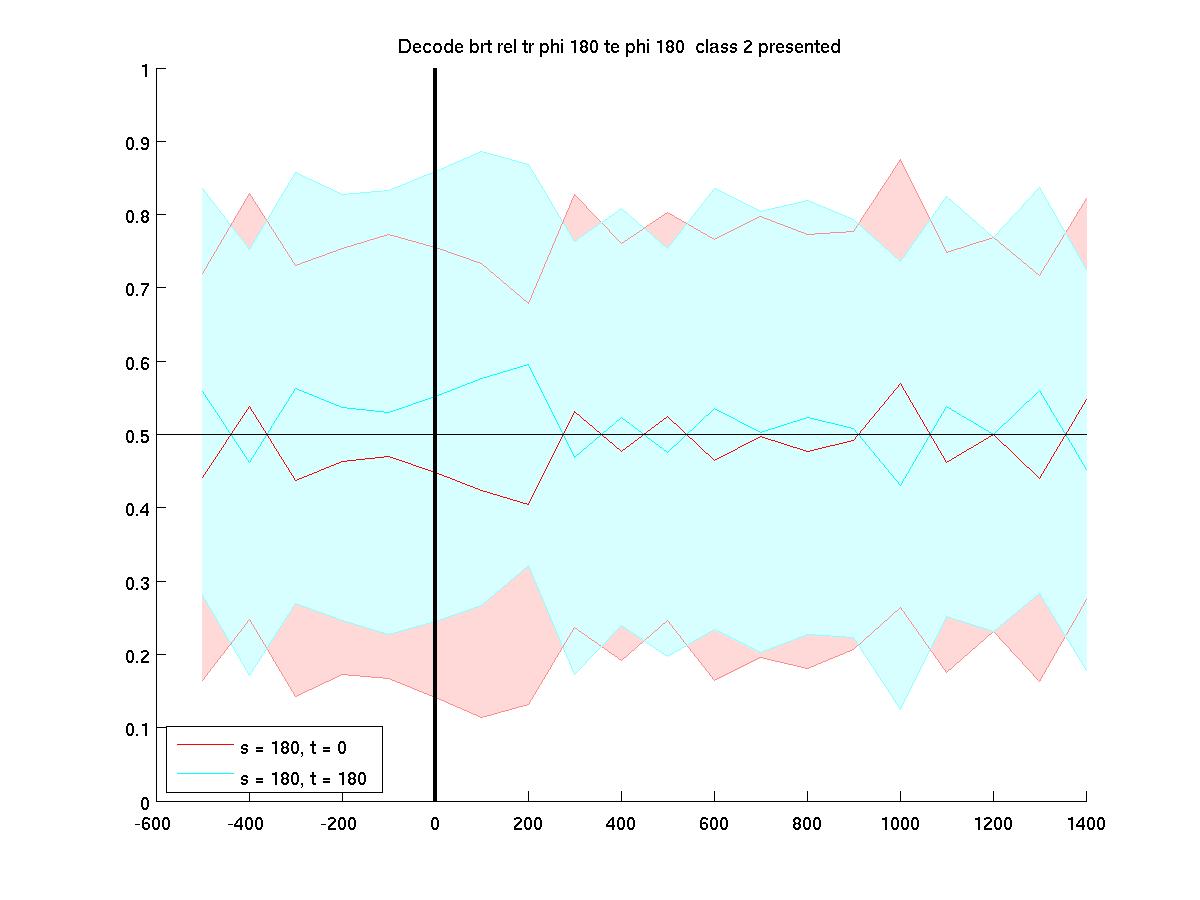 Decode brt rel tr phi 180 te phi 180  class 2 presented
1
0.9
0.8
0.7
0.6
0.5
0.4
0.3
0.2
0.1
0
s = 180, t = 0
s = 180, t = 180
-600 -400 -200 0 200 400 600 800 1000 1200 1400